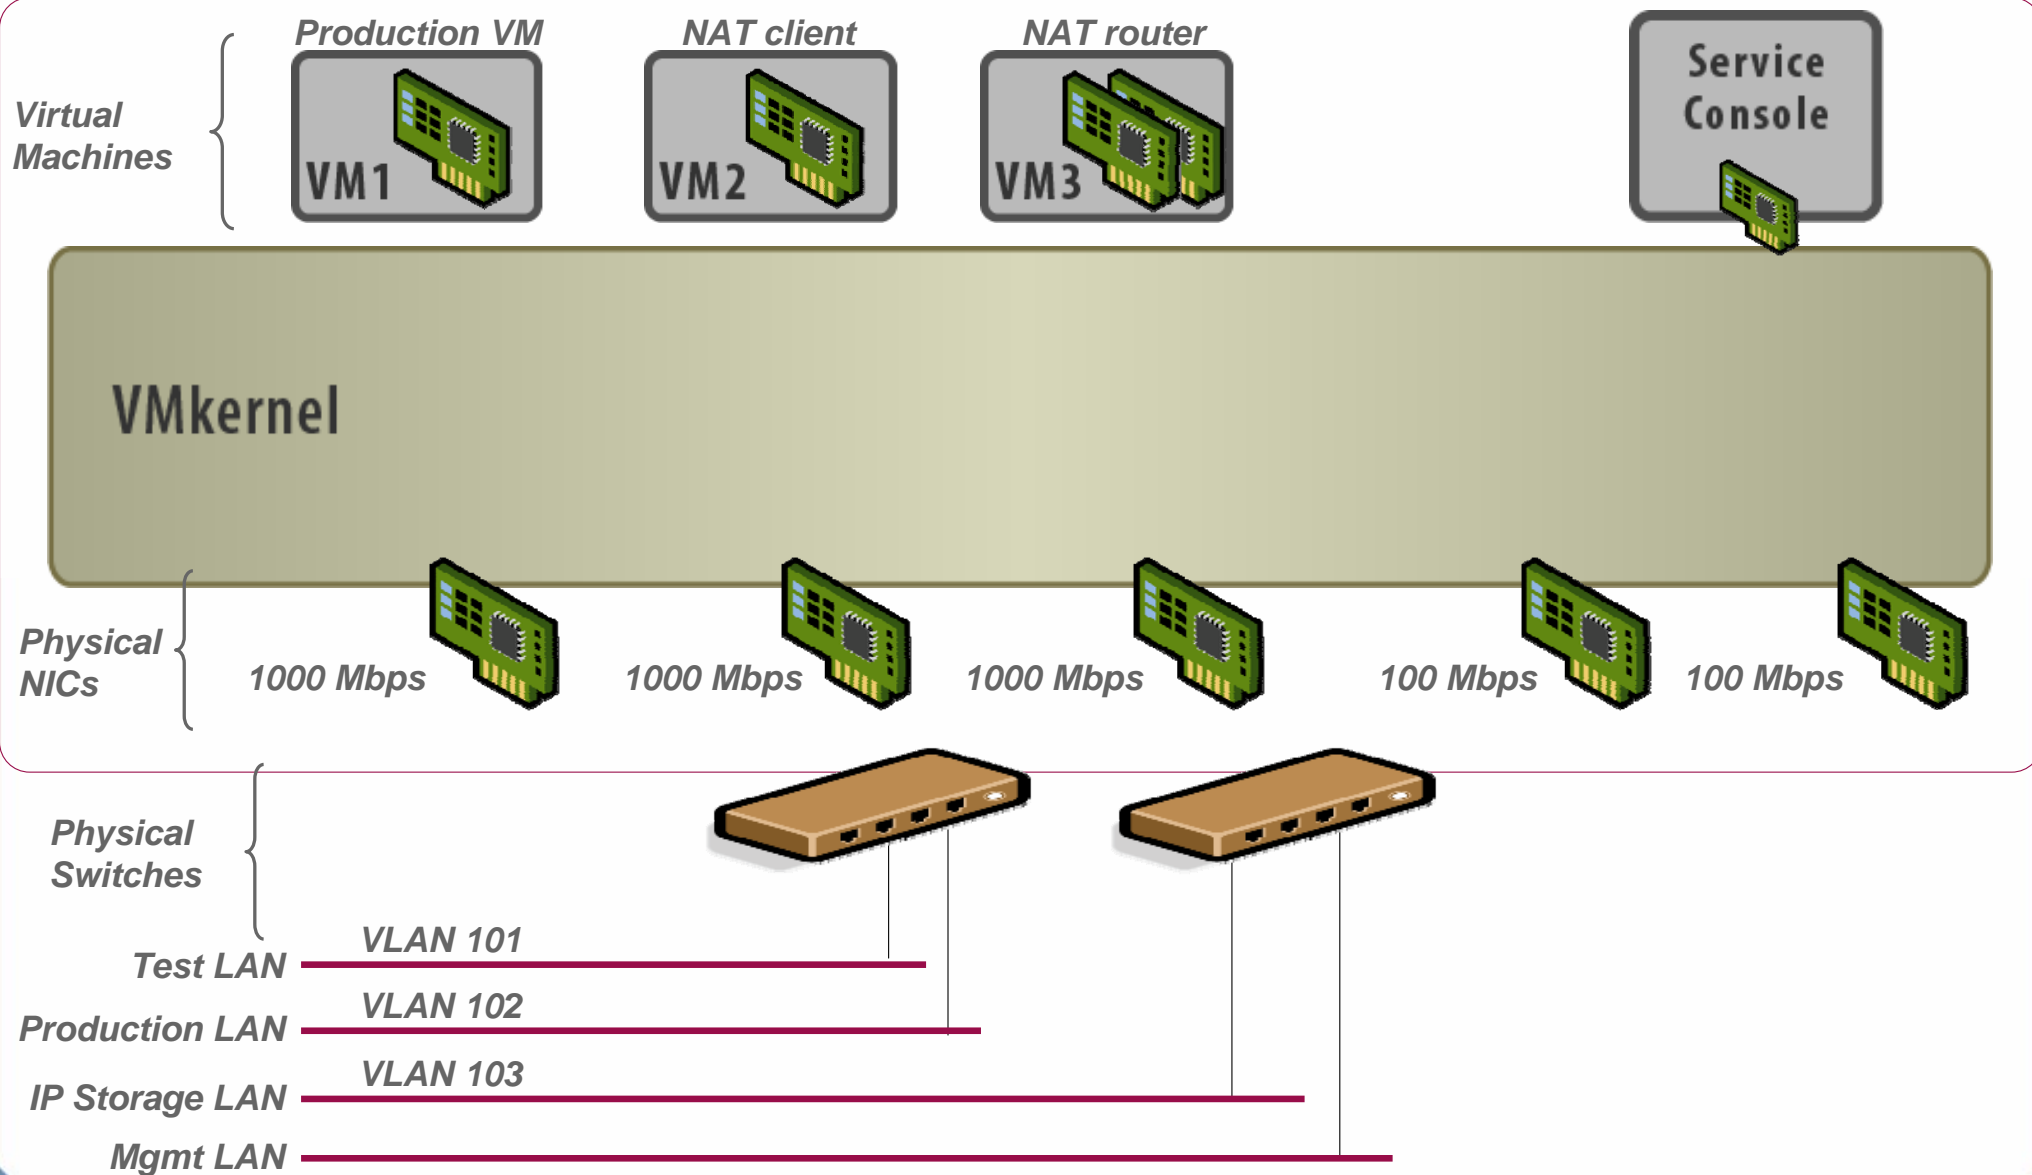 Production VM
NAT client
NAT router
Service
Console
Virtual
Machines
VM1
VM2
VM3
VMkernel
Physical
NICs
1000 Mbps
1000 Mbps
1000 Mbps
100 Mbps
100 Mbps
Physical
Switches
VLAN 101
Test LAN
VLAN 102
Production LAN
VLAN 103
IP Storage LAN
Mgmt LAN